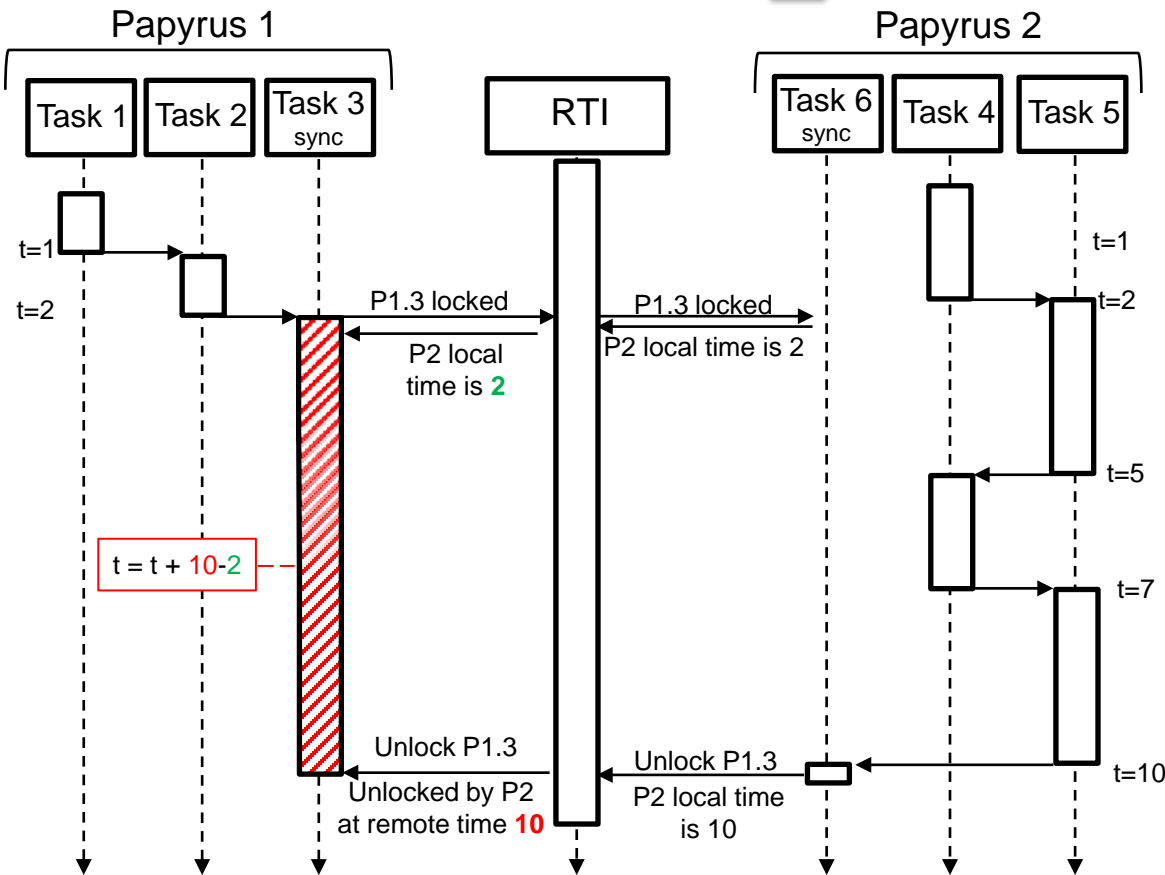 Papyrus 1
Papyrus 2
Task 1
Task 2
Task 3
sync
RTI
Task 6
sync
Task 4
Task 5
t=1
t=1
t=2
P1.3 locked
P1.3 locked
t=2
P2 local
time is 2
P2 local time is 2
t=5
t = t + 10-2
t=7
Unlock P1.3
Unlock P1.3
t=10
Unlocked by P2
at remote time 10
P2 local time
is 10